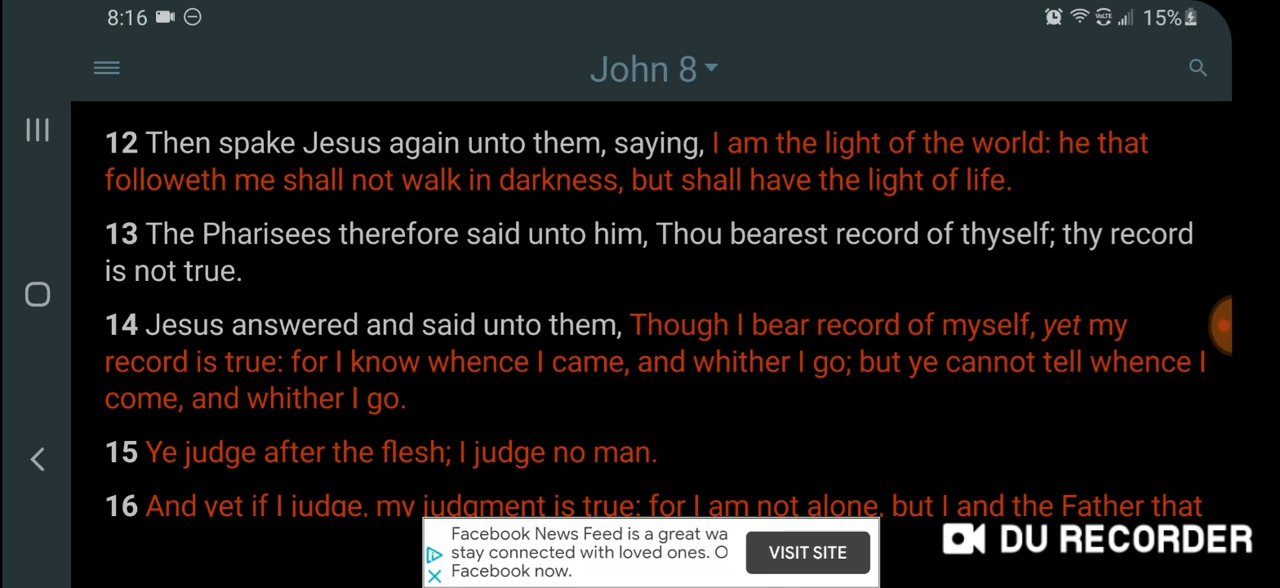 8:16
VoLTE
15%
John 8
12 Then spake Jesus again unto them, saying, I am the light of the world: he that
followeth me shall not walk in darkness, but shall have the light of life.
13 The Pharisees therefore said unto him, Thou bearest record of thyself; thy record
is not true.
14 Jesus answered and said unto them, Though I bear record of myself, yet my
record is true: for I know whence I came, and whither I go; but ye cannot tell whence I
come, and whither I go.
15 Ye judge after the flesh; I judge no man.
16 And yet if I judge, my judgment is true: for I am not alone, but I and the Father that
Facebook News Feed is a great wa
stay connected with loved ones. O
Facebook now.
VISIT SITE
DU RECORDER